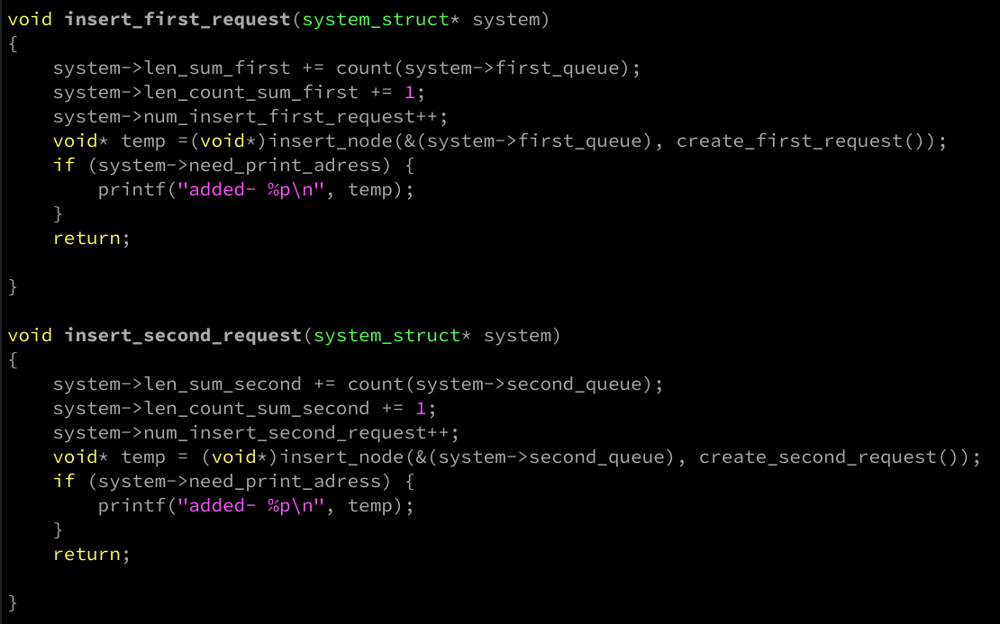 void insert_first_request(system_struct* system)
{
    system->len_sum_first += count(system->first_queue);
    system->len_count_sum_first += 1;
    system->num_insert_first_request++;
    void* temp =(void*)insert_node(&(system->first_queue), create_first_request());
    if (system->need_print_adress) {
        printf("added- %p\n", temp);
    }
    return;

}

void insert_second_request(system_struct* system)
{
    system->len_sum_second += count(system->second_queue);
    system->len_count_sum_second += 1;
    system->num_insert_second_request++;
    void* temp = (void*)insert_node(&(system->second_queue), create_second_request());
    if (system->need_print_adress) {
        printf("added- %p\n", temp);
    }
    return;

}